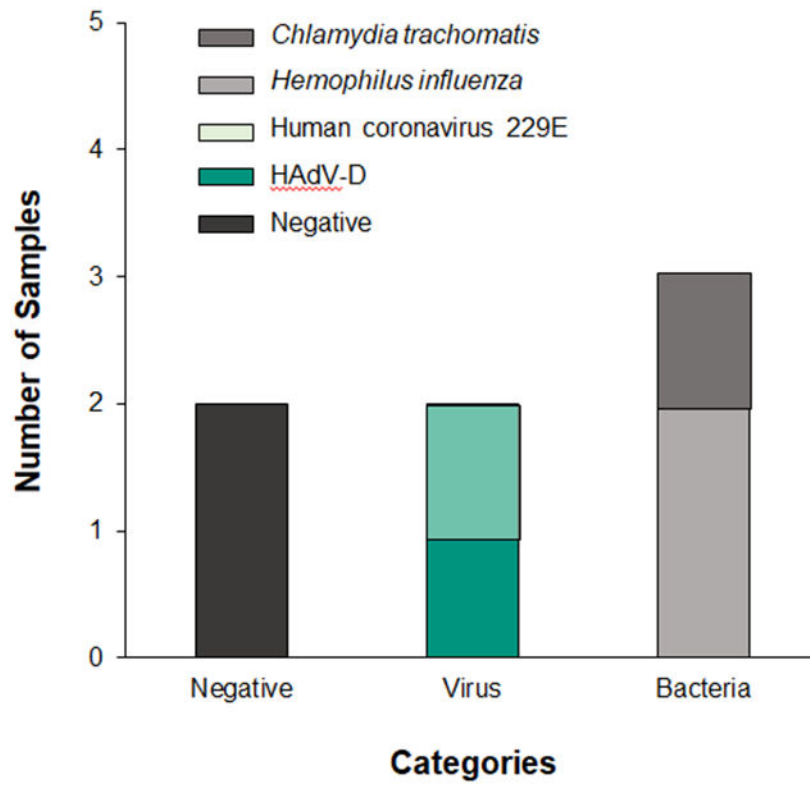 5
Chlamydia trachomatis
Hemophilus influenza
Human coronavirus 229E
HAdV-D
Negative
4
3
2
1
0
Number of Samples
Negative Virus Bacteria
Categories